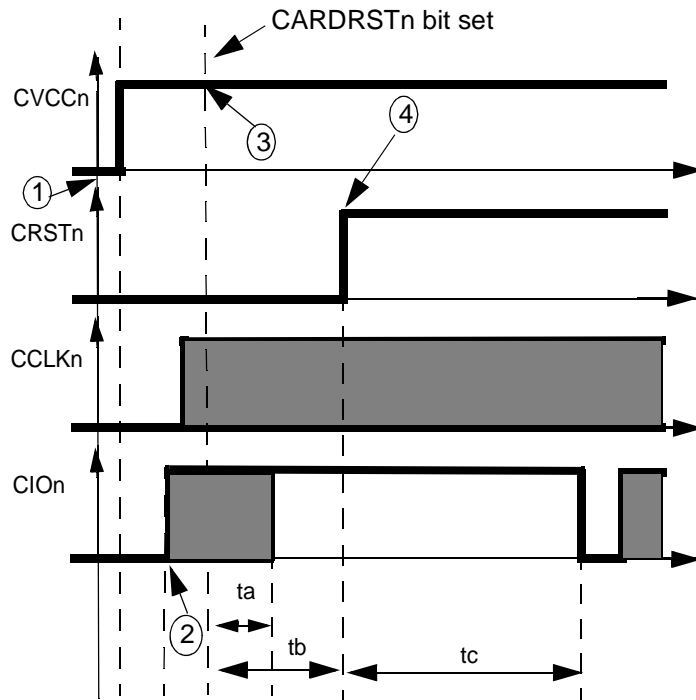 CARDRSTn bit set
CVCCn
3
4
1
CRSTn
CCLKn
CIOn
2
ta
tb
tc